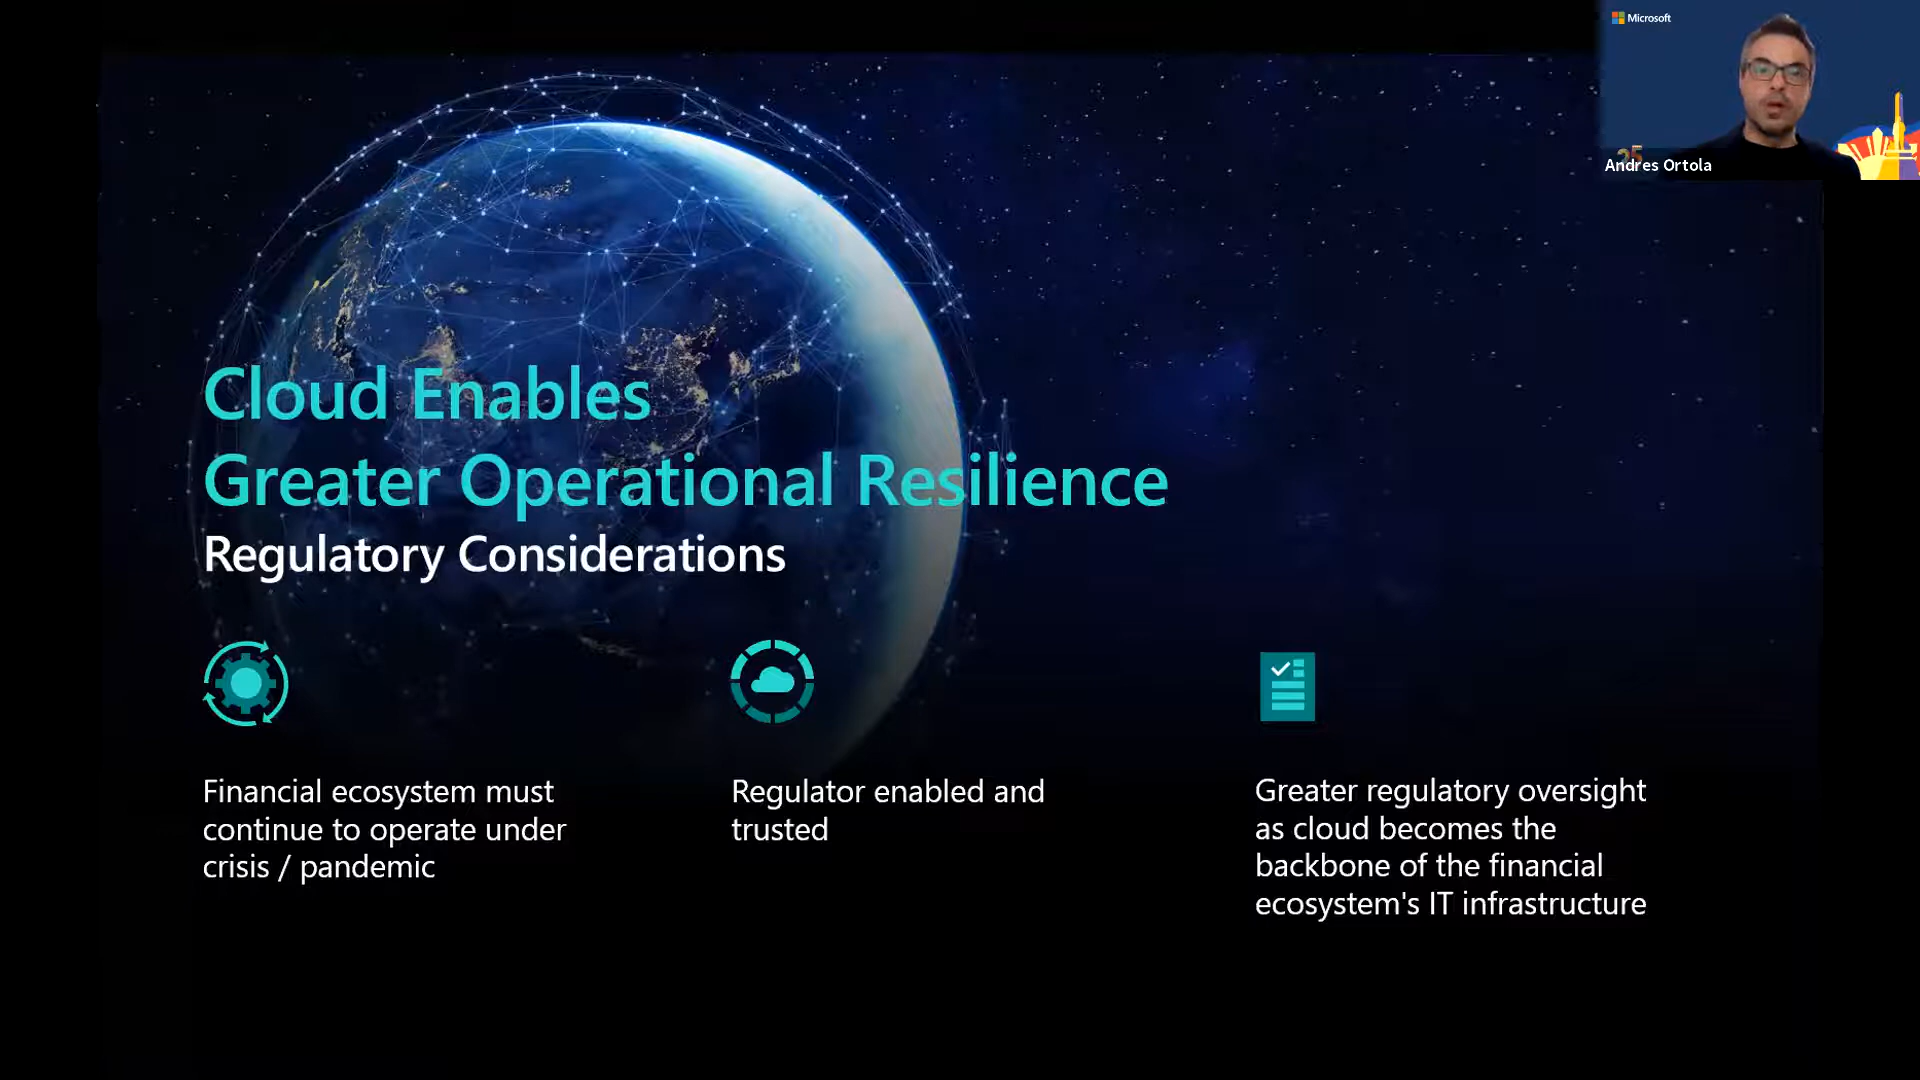 Microsoft
25
Andres Ortola
Cloud Enables
Greater Operational Resilience
Regulatory Considerations
Financial ecosystem must
continue to operate under
crisis / pandemic
Regulator enabled and
trusted
Greater regulatory oversight
as cloud becomes the
backbone of the financial
ecosystem's IT infrastructure